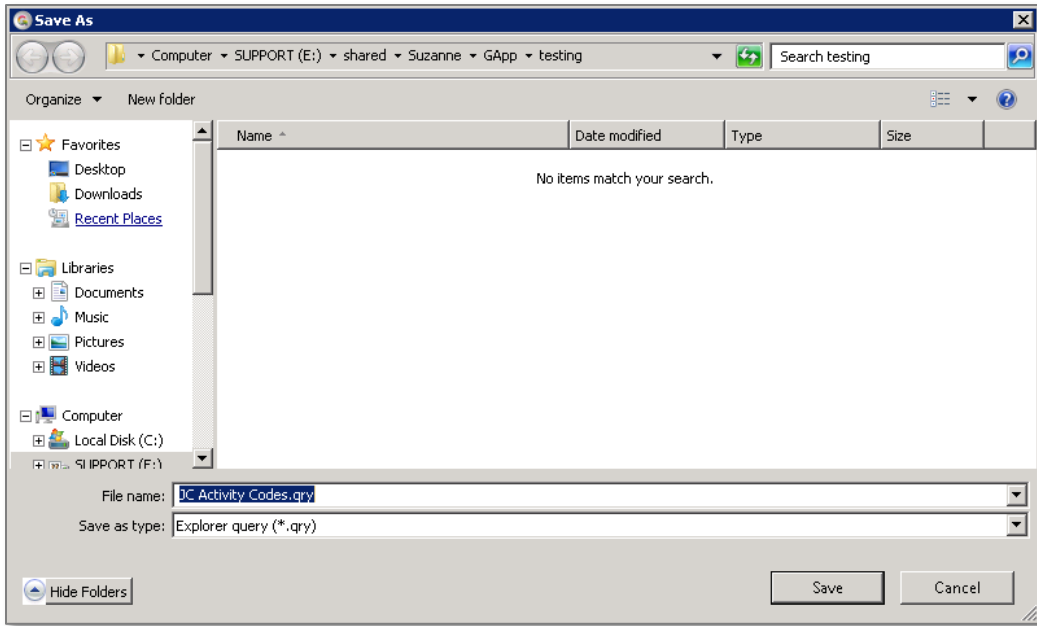 Save As
Computer SUPPORT (E:) shared Suzanne GApp testing Search testing
Organize New folder
Name Date modified Type Size
No items match your search.
Favorites
Desktop
Downloads
Recent Places
Libraries
Documents
Music
Pictures
Videos
Computer
Local Disk (C:)
SUPPORT (E:)
File name: JC Activity Codes.qry
Save as type: Explorer query (*.qry)
Hide Folders Save Cancel